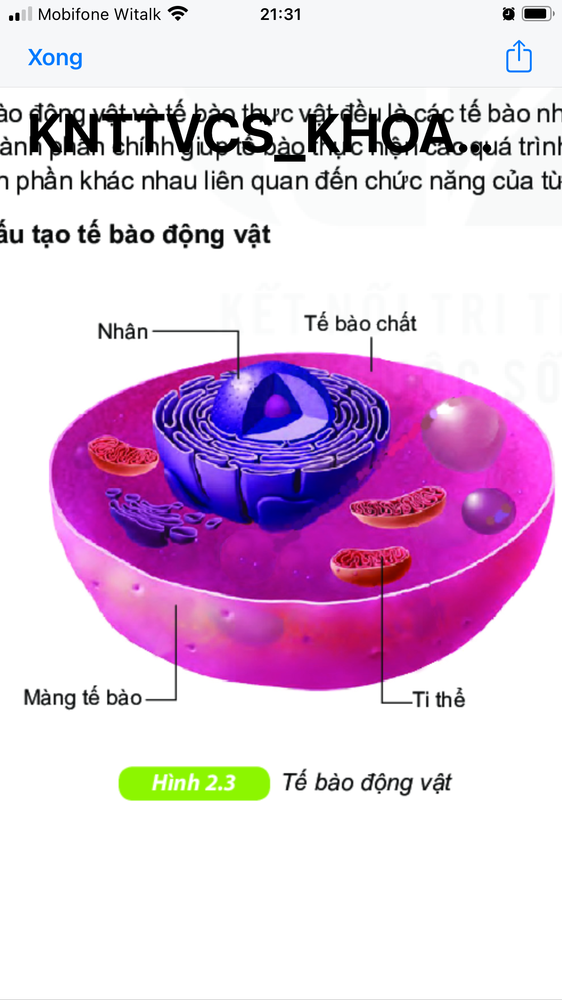 Mobifone Witalk
21:31
Xong
KNTTVCS_KHOA...
ào động vật và tế bào thực vật đều là các tế bào nh
ành phần chính giúp tế bào thực hiện các quá trình
n phần khác nhau liên quan đến chức năng của từ
ấu tạo tế bào động vật
KẾT NỐI TRI T
SỐ
Nhân
Tế bào chất
Màng tế bào
Ti thể
Hình 2.3 Tế bào động vật